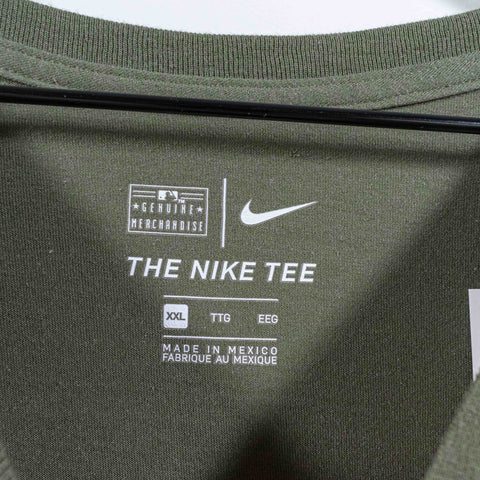 GENUINE
MERCHANDISE
THE NIKE TEE
XXL TTG EEG
MADE IN MEXICO
FABRIQUE AU MEXIQUE